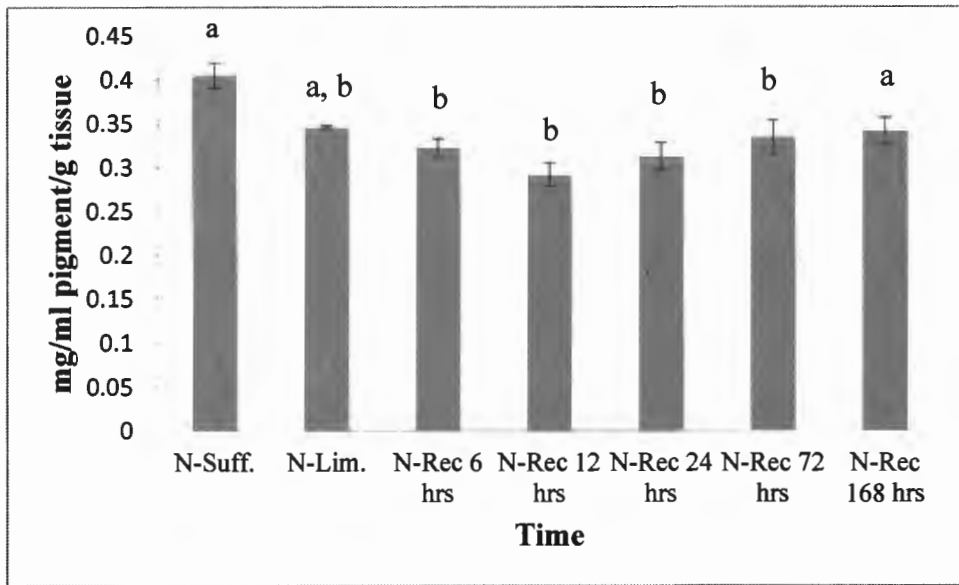 mg/ml pigment/g tissue
0.45
0.4
0.35
0.3
0.25
0.2
0.15
0.1
0.05
0
a
a, b
b
b
b
b
a
N-Suff.
N-Lim.
N-Rec 6
hrs
N-Rec 12
hrs
N-Rec 24
hrs
N-Rec 72
hrs
N-Rec
168 hrs
Time